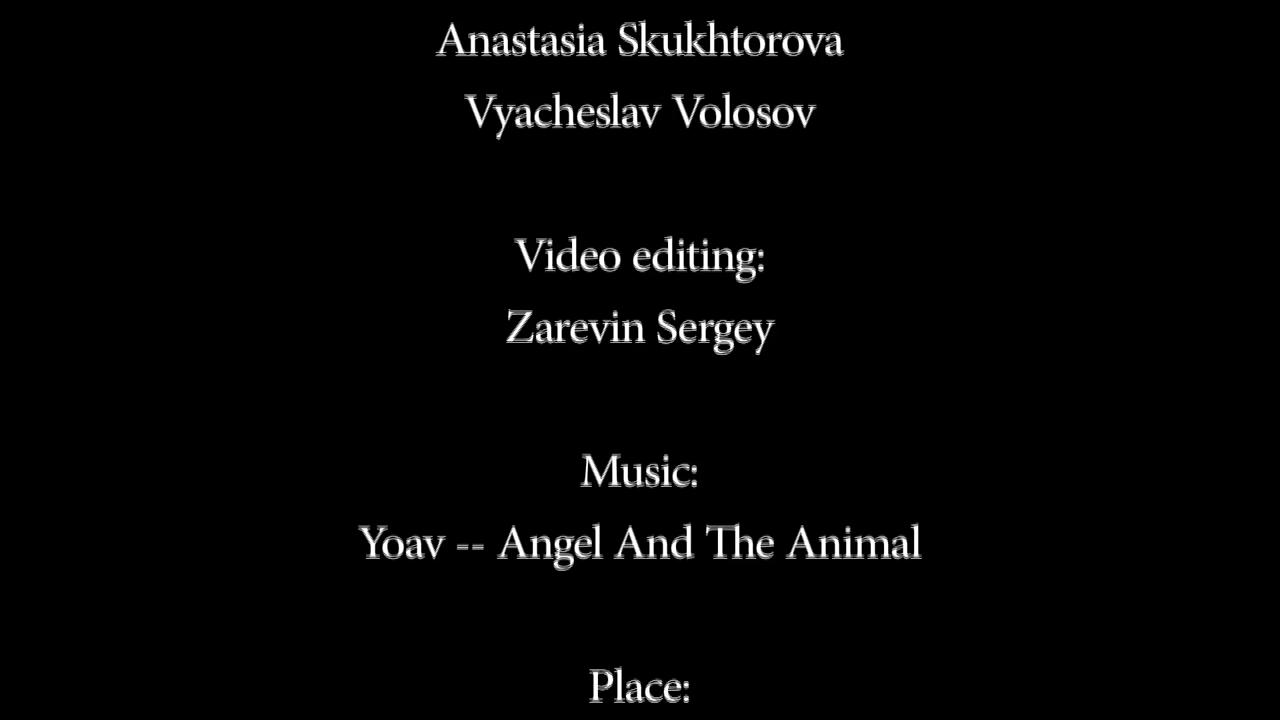 Anastasia Skukhtorova
Vyacheslav Volosov
Video editing:
Zarevin Sergey
Music:
Yoav -- Angel And The Animal
Place: